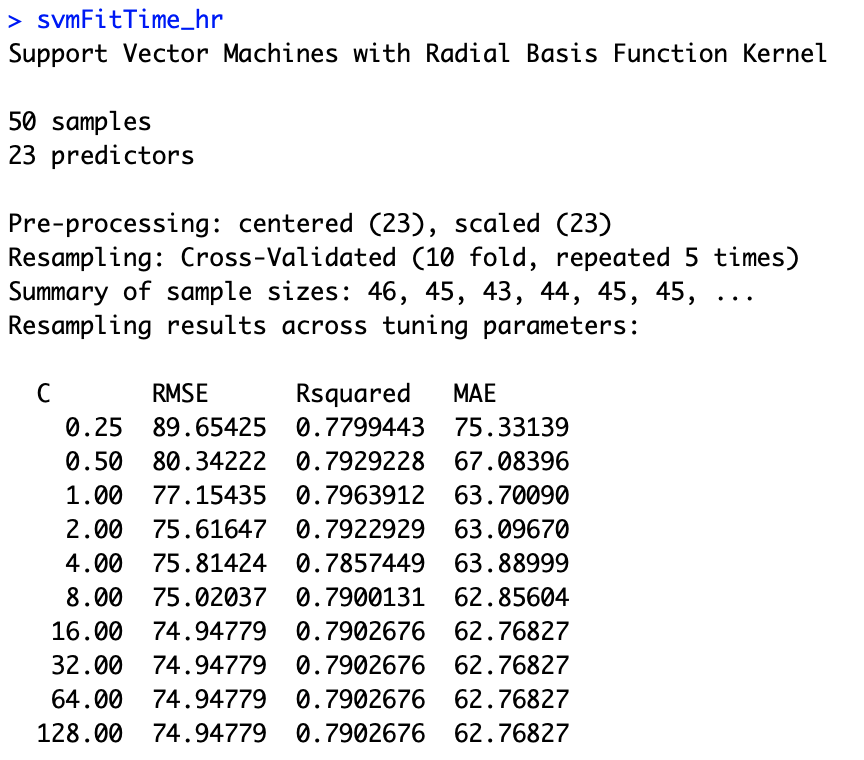 > svmFitTime_hr
Support Vector Machines with Radial Basis Function Kernel
50 samples
23 predictors
Pre-processing: centered (23), scaled (23)
Resampling: Cross-Validated (10 fold, repeated 5 times)
Summary of sample sizes: 46, 45, 43, 44, 45, 45, ...
Resampling results across tuning parameters:
C RMSE Rsquared MAE
0.25 89.65425 0.7799443 75.33139
0.50 80.34222 0.7929228 67.08396
1.00 77.15435 0.7963912 63.70090
2.00 75.61647 0.7922929 63.09670
4.00 75.81424 0.7857449 63.88999
8.00 75.02037 0.7900131 62.85604
16.00 74.94779 0.7902676 62.76827
32.00 74.94779 0.7902676 62.76827
64.00 74.94779 0.7902676 62.76827
128.00 74.94779 0.7902676 62.76827